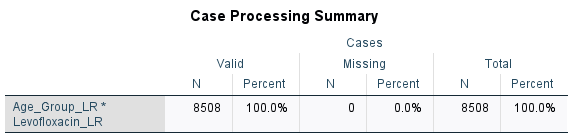 Case Processing Summary
Cases
Valid Missing Total
N Percent N Percent N Percent
Age_Group_LR * 8508 100.0% 0 0.0% 8508 100.0%
Levofloxacin_LR